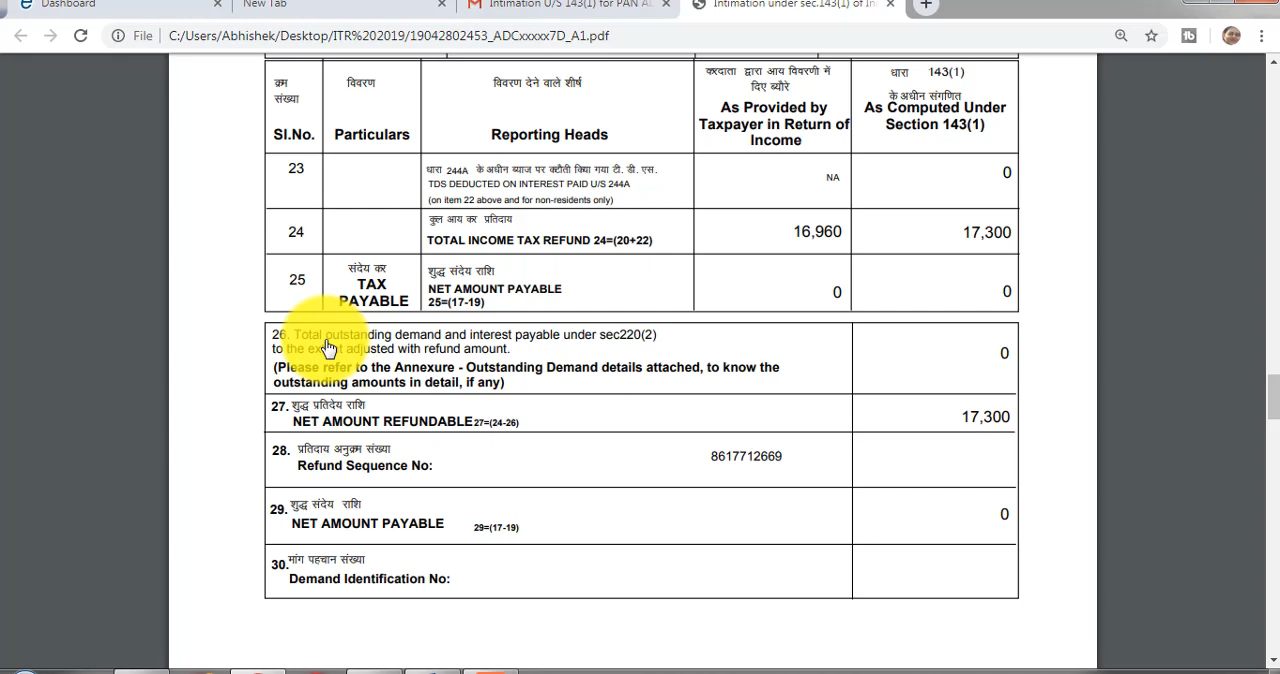 Dashboard
New Tab
Intimation U/S 143(1) for PAN
Intimation under sec.143(1) of
File
C:/Users/Abhishek/Desktop/ITR%202019/19042802453_ADCxxxxx7D_A1.pdf
क्रम संख्या
विवरण
विवरण देने वाले शीर्ष
करदाता द्वारा आय विवरणी में
दिए ब्यौरे
धारा 143(1)
के अधीन संगणित
Sl.No.
Particulars
Reporting Heads
As Provided by
Taxpayer in Return of
Income
As Computed Under
Section 143(1)
23
धारा 244A के अधीन ब्याज पर कटौती किया गया टी. डी. एस.
TDS DEDUCTED ON INTEREST PAID U/S 244A
(on item 22 above and for non-residents only)
NA
0
24
कुल आय कर प्रतिदाय
TOTAL INCOME TAX REFUND 24=(20+22)
16,960
17,300
25
संदेय कर
TAX
PAYABLE
शुद्ध संदेय राशि
NET AMOUNT PAYABLE
25=(17-19)
0
0
26. Total outstanding demand and interest payable under sec220(2)
to the extent adjusted with refund amount.
(Please refer to the Annexure - Outstanding Demand details attached, to know the
outstanding amounts in detail, if any)
0
27. शुद्ध प्रतिदेय राशि
NET AMOUNT REFUNDABLE 27=(24-26)
17,300
28. प्रतिदाय अनुक्रम संख्या
Refund Sequence No:
8617712669
29. शुद्ध संदेय राशि
NET AMOUNT PAYABLE 29=(17-19)
0
30. मांग पहचान संख्या
Demand Identification No: